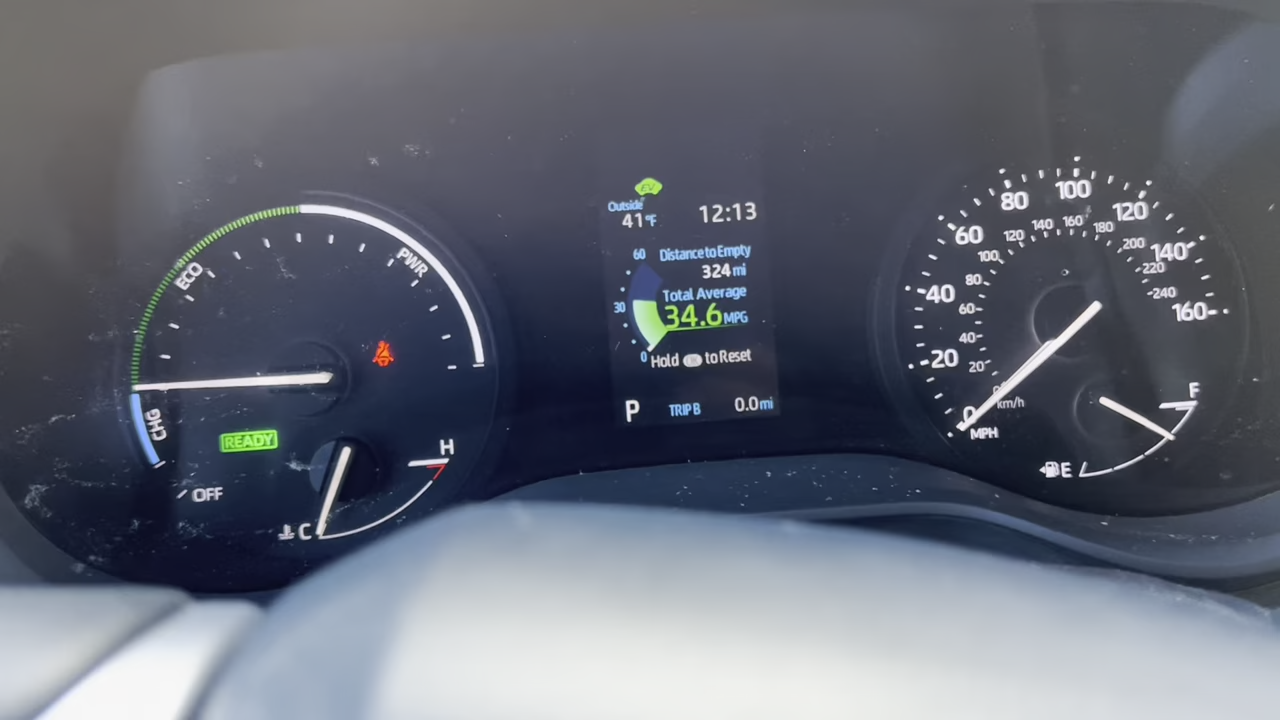 ECO
PWR
CHG
READY
OFF
H
C
EV
Outside
41°F
12:13
60
Distance to Empty
324 mi
Total Average
30
34.6 MPG
0
Hold OK to Reset
P
TRIP B
0.0 mi
0
20
40
60
80
100
120
140
160
MPH
20
40
60
80
100
120
140
160
180
200
220
240
km/h
F
E